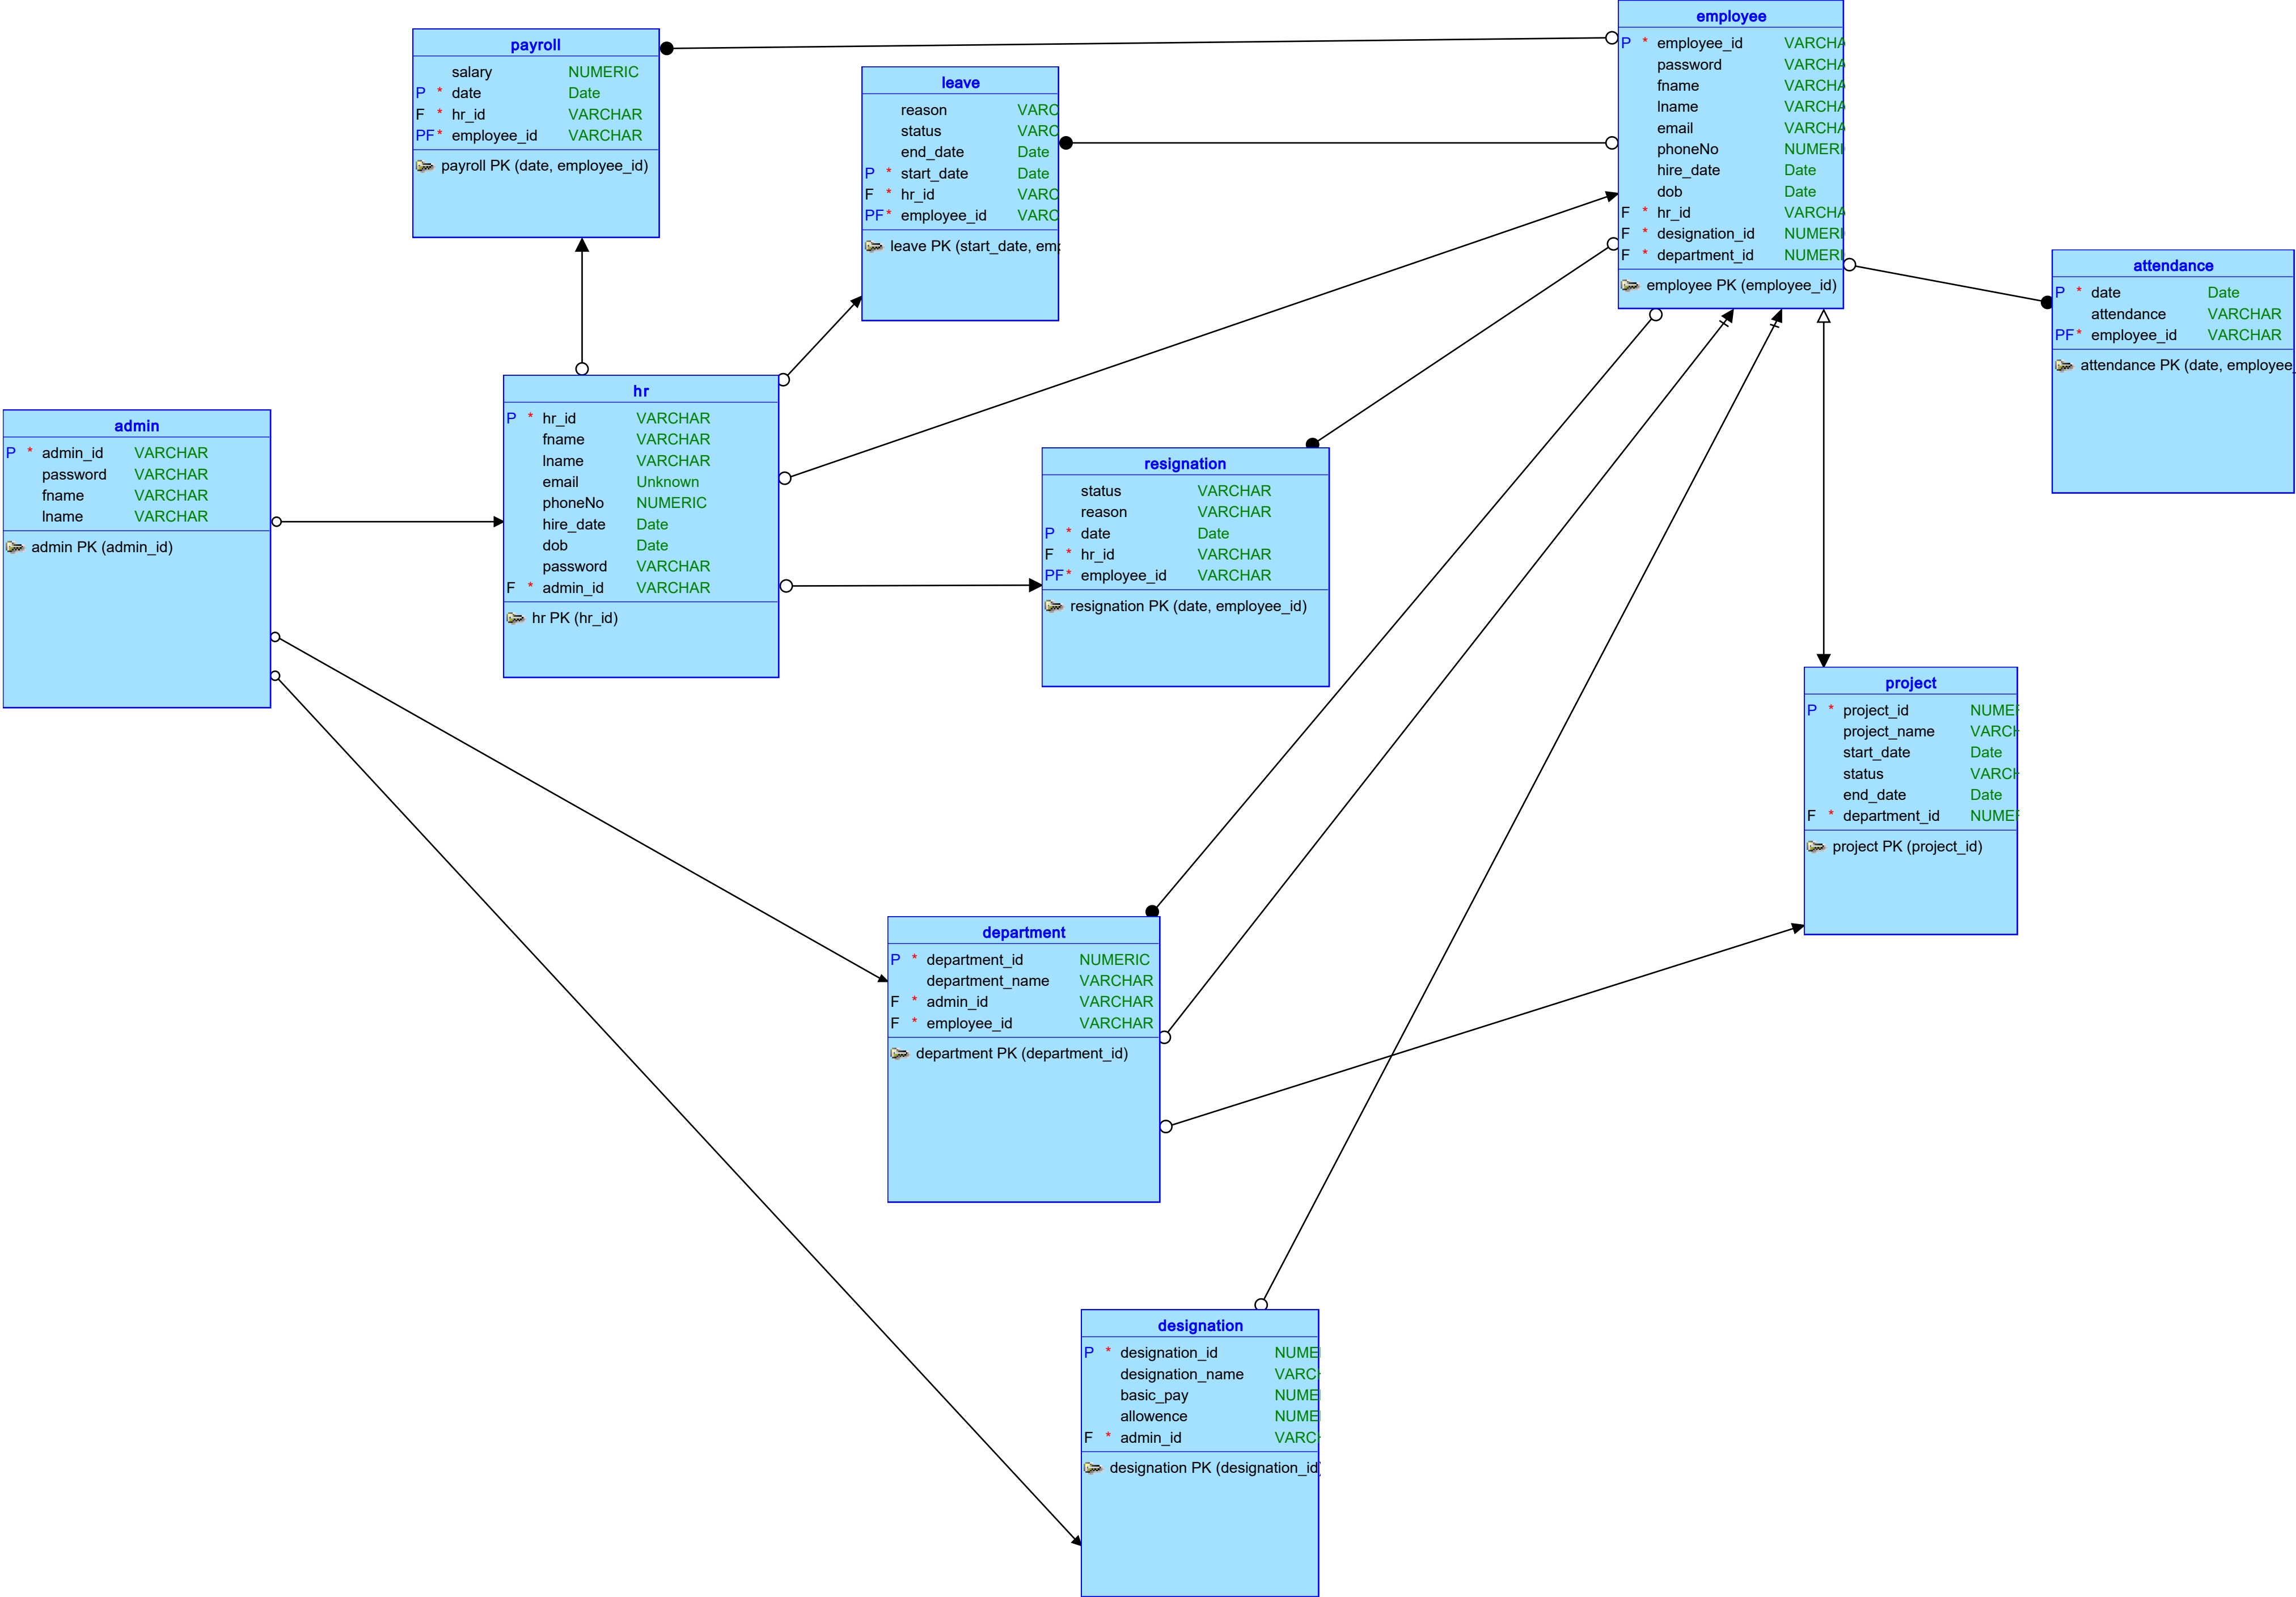 payroll
salary NUMERIC
P * date Date
F * hr_id VARCHAR
PF* employee_id VARCHAR
payroll PK (date, employee_id)
leave
reason VARC
status VARC
end_date Date
P * start_date Date
F * hr_id VARC
PF* employee_id VARC
leave PK (start_date, em
employee
P * employee_id VARCHA
password VARCHA
fname VARCHA
lname VARCHA
email VARCHA
phoneNo NUMERI
hire_date Date
dob Date
F * hr_id VARCHA
F * designation_id NUMERI
F * department_id NUMERI
employee PK (employee_id)
attendance
P * date Date
attendance VARCHAR
PF* employee_id VARCHAR
attendance PK (date, employee_
admin
P * admin_id VARCHAR
password VARCHAR
fname VARCHAR
lname VARCHAR
admin PK (admin_id)
hr
P * hr_id VARCHAR
fname VARCHAR
lname VARCHAR
email Unknown
phoneNo NUMERIC
hire_date Date
dob Date
password VARCHAR
F * admin_id VARCHAR
hr PK (hr_id)
resignation
status VARCHAR
reason VARCHAR
P * date Date
F * hr_id VARCHAR
PF* employee_id VARCHAR
resignation PK (date, employee_id)
project
P * project_id NUME
project_name VARCH
start_date Date
status VARCH
end_date Date
F * department_id NUME
project PK (project_id)
department
P * department_id NUMERIC
department_name VARCHAR
F * admin_id VARCHAR
F * employee_id VARCHAR
department PK (department_id)
designation
P * designation_id NUME
designation_name VARC
basic_pay NUME
allowence NUME
F * admin_id VARC
designation PK (designation_id